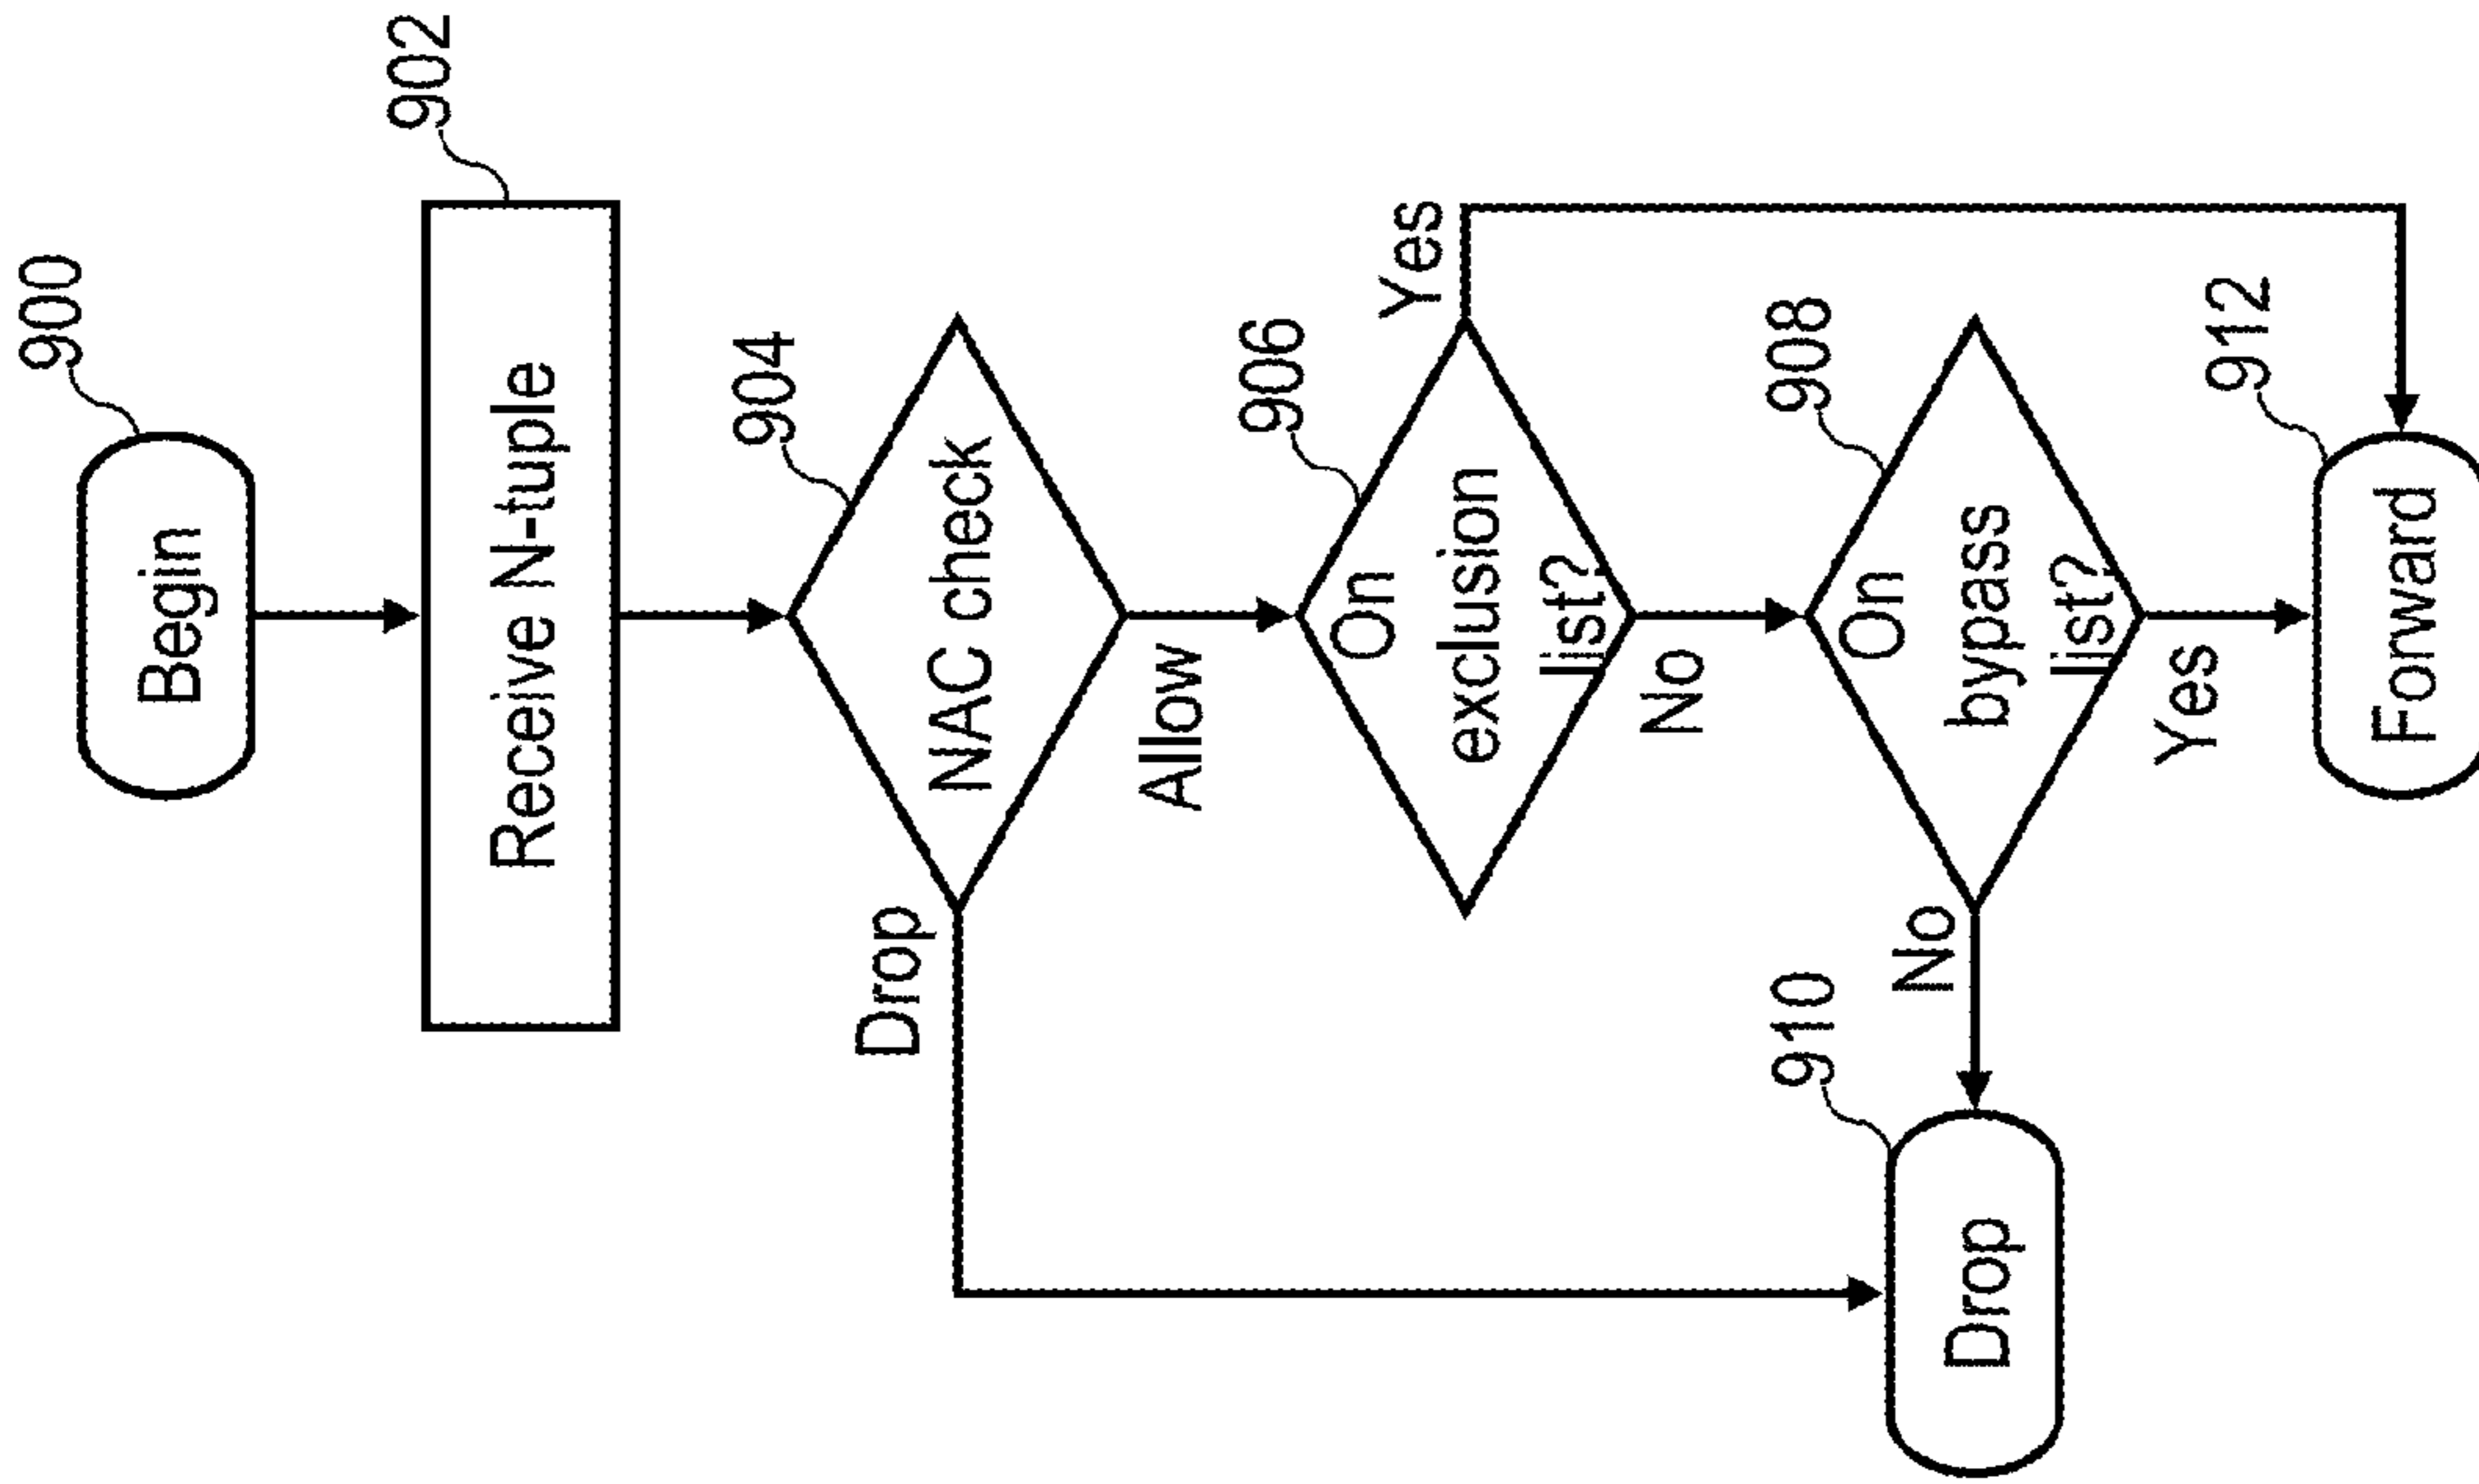 900
Begin
902
Receive N-tuple
904
NAC check
Drop
Allow
906
On
exclusion
list?
Yes
No
908
On
bypass
list?
No
Yes
910
Drop
912
Forward